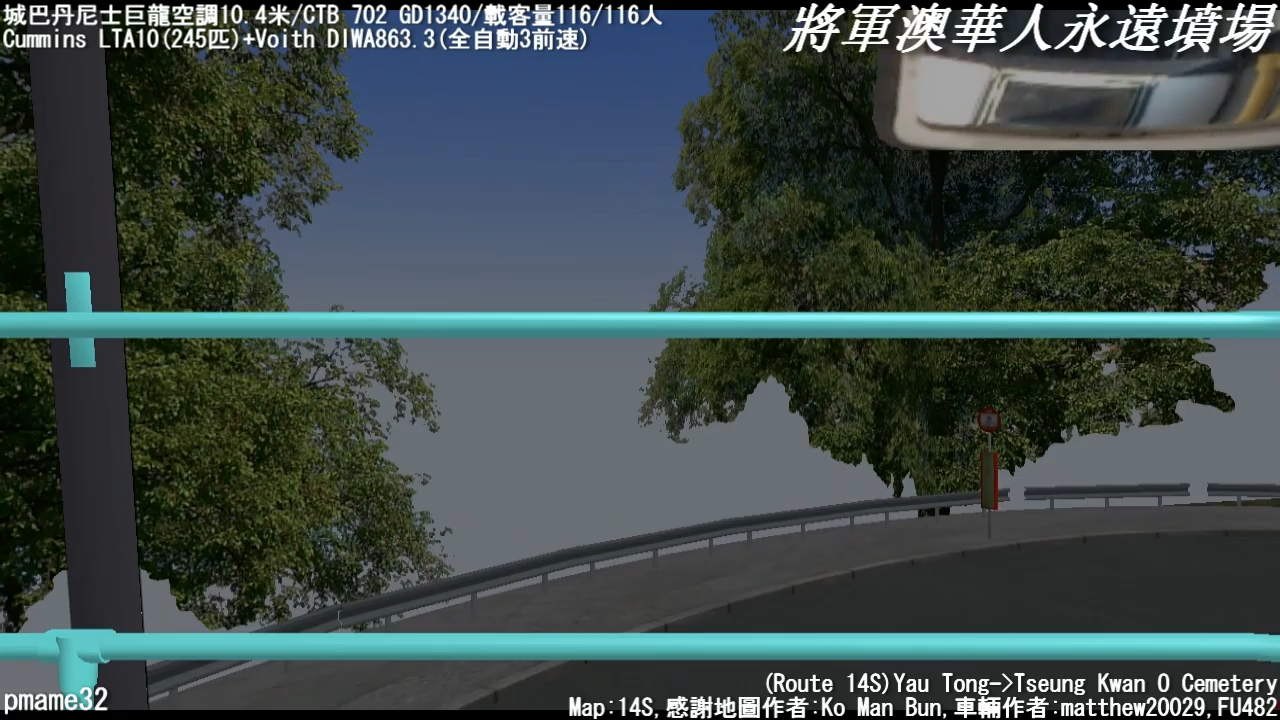 城巴丹尼士巨龍空調10.4米/CTB 702 GD1340/載客量116/116人
Cummins LTA10(245匹)+Voith DIWA863.3(全自動3前速)
將軍澳華人永遠墳場
(Route 14S)Yau Tong->Tseung Kwan O Cemetery
pmame32
Map:14S,感謝地圖作者:Ko Man Bun,車輛作者:matthew20029,FU482